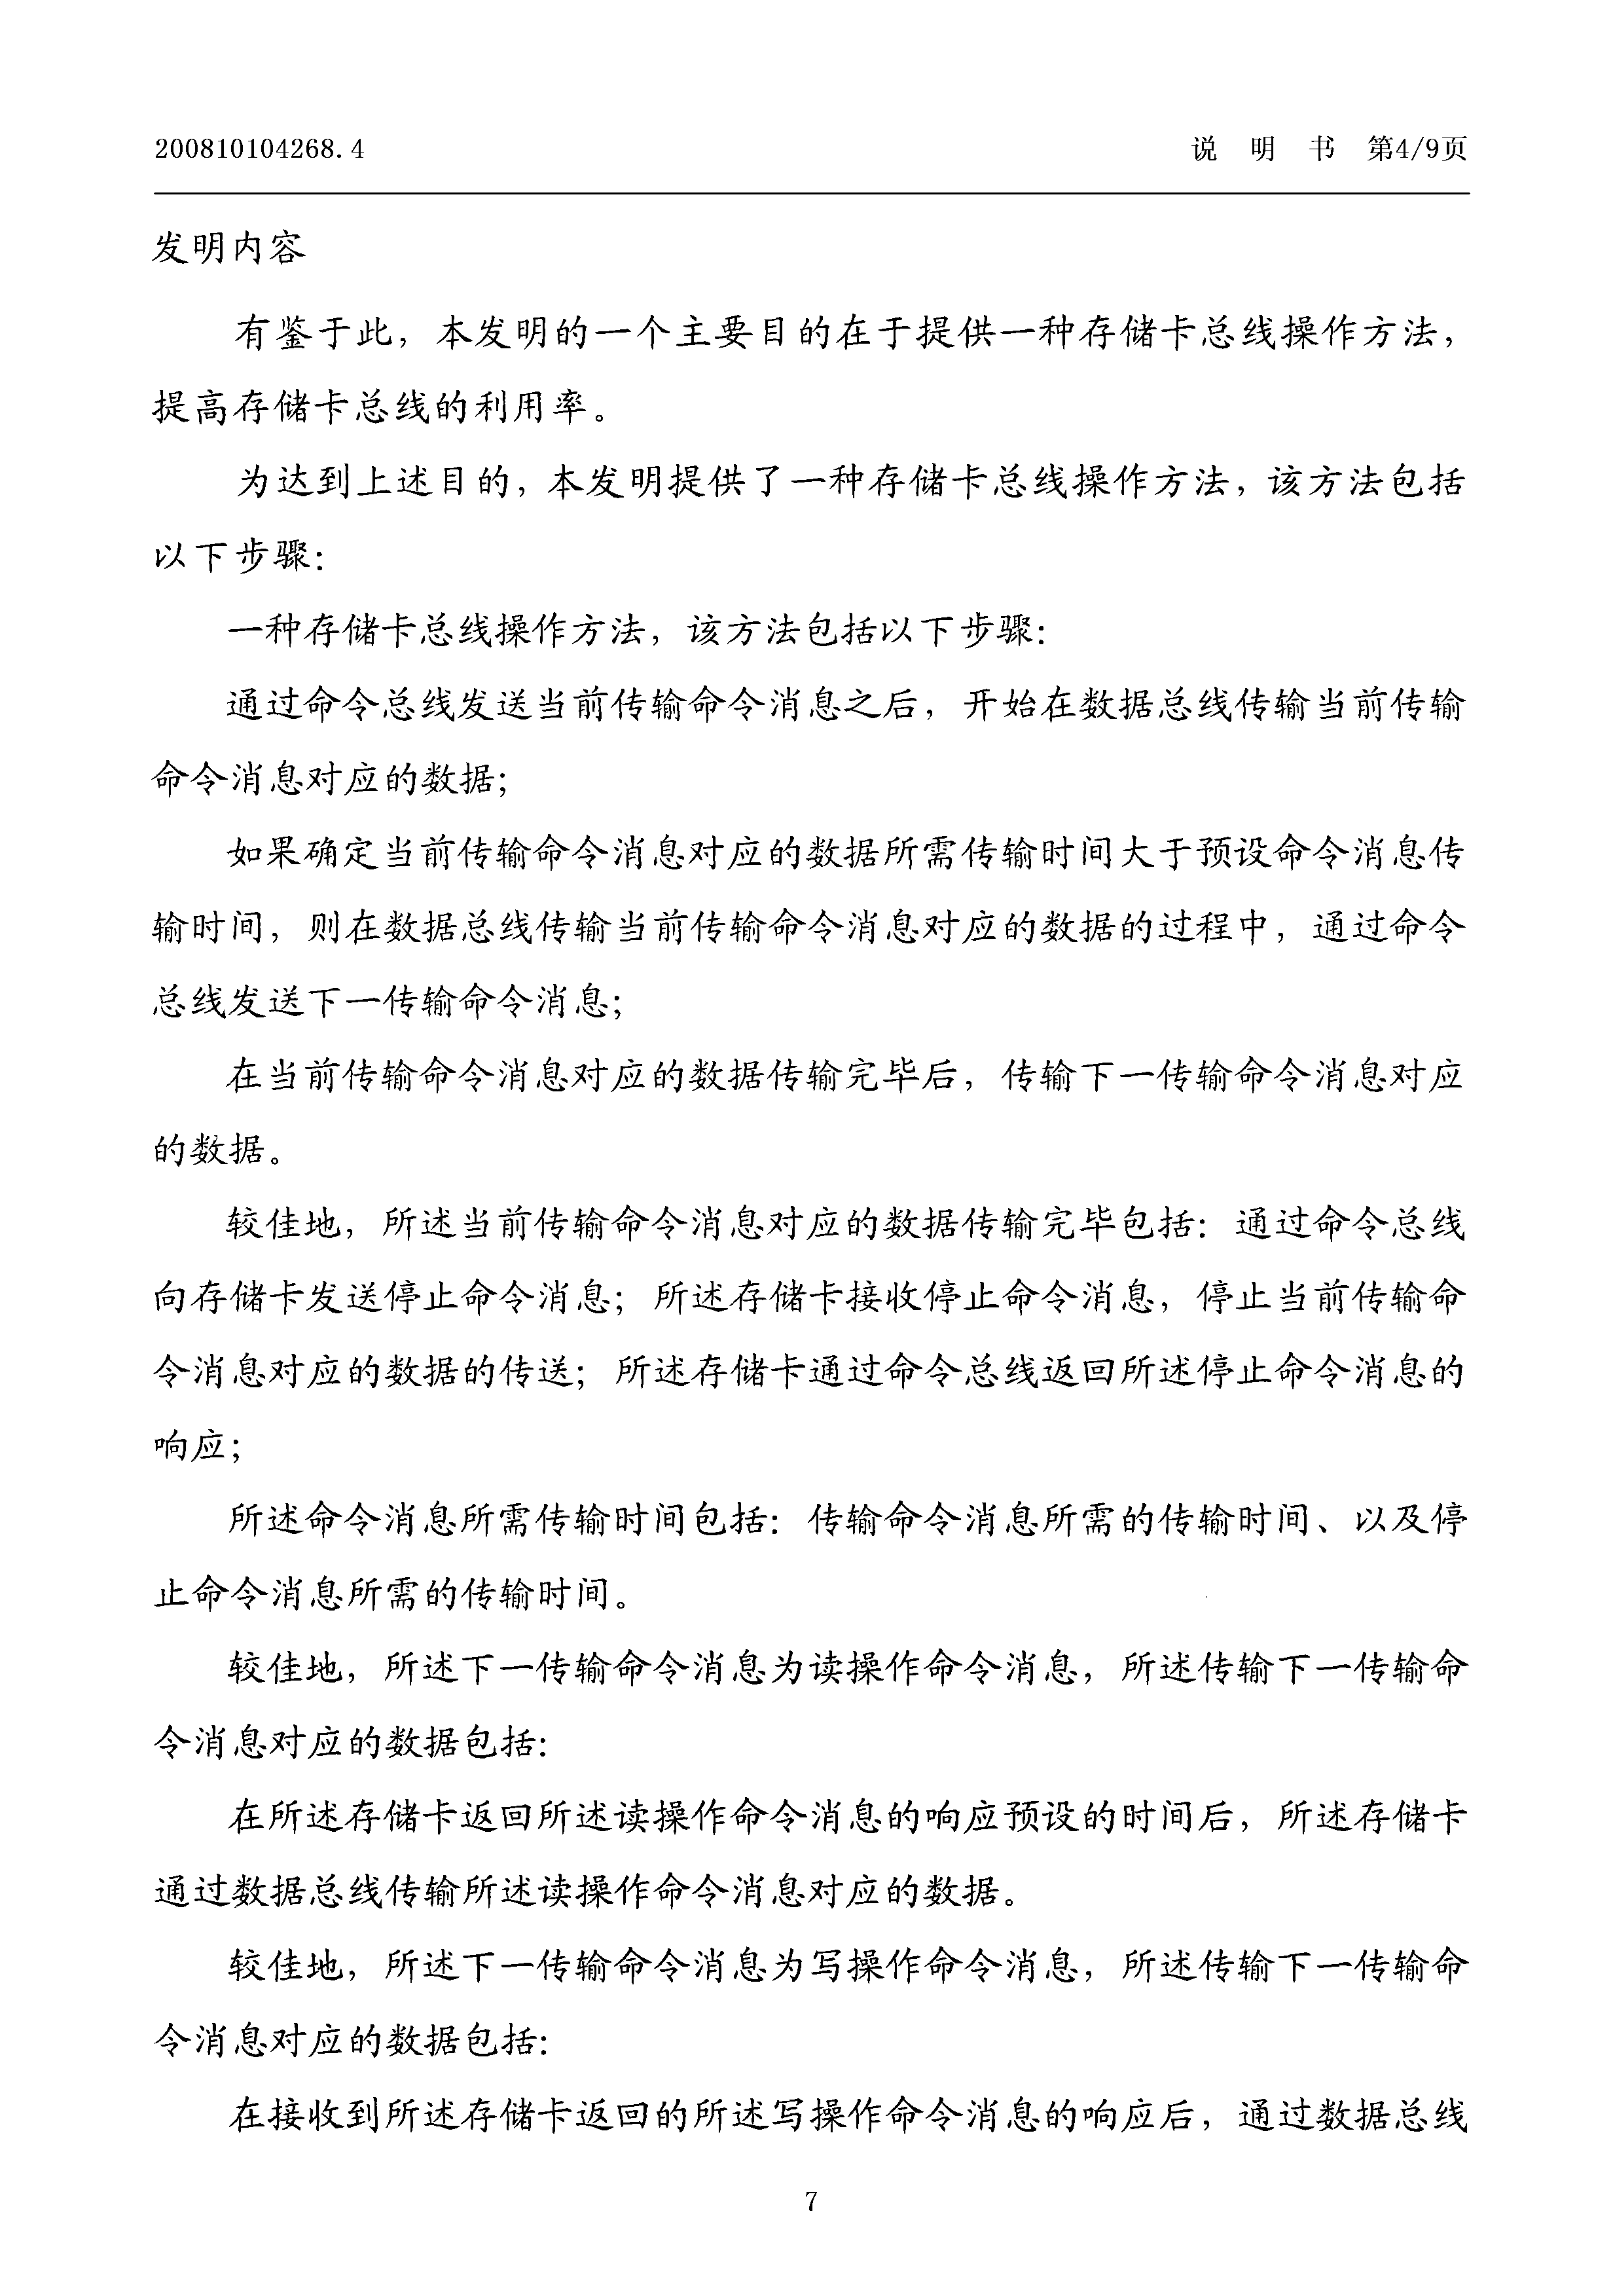 200810104268.4
说 明 书 第4/9页
发明内容
有鉴于此，本发明的一个主要目的在于提供一种存储卡总线操作方法，
提高存储卡总线的利用率。
为达到上述目的，本发明提供了一种存储卡总线操作方法，该方法包括
以下步骤：
一种存储卡总线操作方法，该方法包括以下步骤：
通过命令总线发送当前传输命令消息之后，开始在数据总线传输当前传输
命令消息对应的数据；
如果确定当前传输命令消息对应的数据所需传输时间大于预设命令消息传
输时间，则在数据总线传输当前传输命令消息对应的数据的过程中，通过命令
总线发送下一传输命令消息；
在当前传输命令消息对应的数据传输完毕后，传输下一传输命令消息对应
的数据。
较佳地，所述当前传输命令消息对应的数据传输完毕包括：通过命令总线
向存储卡发送停止命令消息；所述存储卡接收停止命令消息，停止当前传输命
令消息对应的数据的传送；所述存储卡通过命令总线返回所述停止命令消息的
响应；
所述命令消息所需传输时间包括：传输命令消息所需的传输时间、以及停
止命令消息所需的传输时间。
较佳地，所述下一传输命令消息为读操作命令消息，所述传输下一传输命
令消息对应的数据包括：
在所述存储卡返回所述读操作命令消息的响应预设的时间后，所述存储卡
通过数据总线传输所述读操作命令消息对应的数据。
较佳地，所述下一传输命令消息为写操作命令消息，所述传输下一传输命
令消息对应的数据包括：
在接收到所述存储卡返回的所述写操作命令消息的响应后，通过数据总线
7